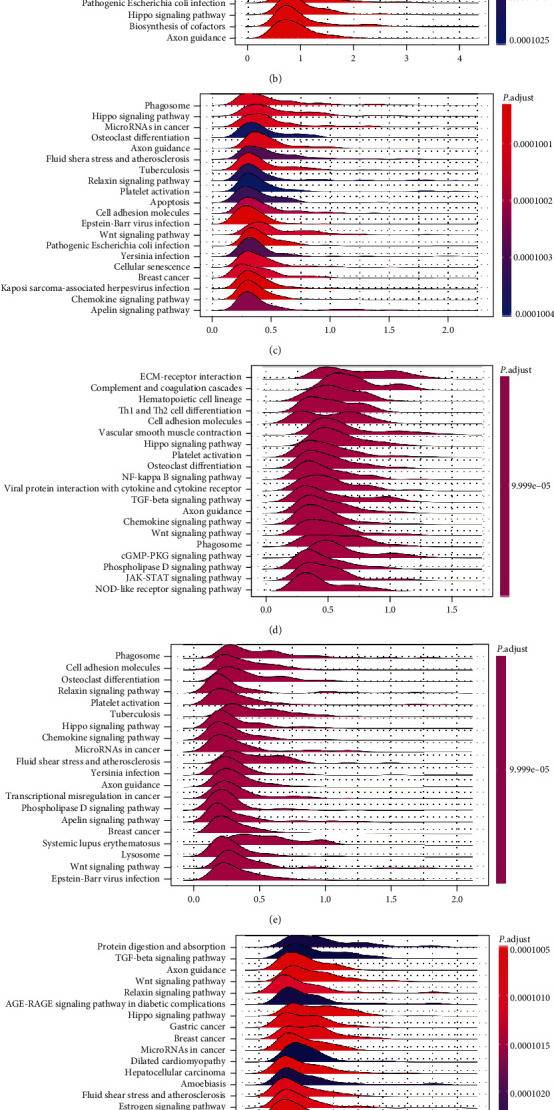 Pathogenic Escherichia coli infection
Hippo signaling pathway
Biosynthesis of cofactors
Axon guidance
0.0001025
0 1 2 3 4
(b)
P.adjust
Phagosome
Hippo signaling pathway
MicroRNAs in cancer
Osteoclast differentiation
Axon guidance
Fluid shera stress and atherosclerosis
Tuberculosis
Relaxin signaling pathway
Platelet activation
Apoptosis
Cell adhesion molecules
Epstein-Barr virus infection
Wnt signaling pathway
Pathogenic Escherichia coli infection
Yersinia infection
Cellular senescence
Breast cancer
Kaposi sarcoma-associated herpesvirus infection
Chemokine signaling pathway
Apelin signaling pathway
0.0001001
0.0001002
0.0001003
0.0001004
0.0 0.5 1.0 1.5 2.0
(c)
P.adjust
ECM-receptor interaction
Complement and coagulation cascades
Hematopoietic cell lineage
Th1 and Th2 cell differentiation
Cell adhesion molecules
Vascular smooth muscle contraction
Hippo signaling pathway
Platelet activation
Osteoclast diffrentiation
NF-kappa B signaling pathway
Viral protein interaction with cytokine and cytokine receptor
TGF-beta signaling pathway
Axon guidance
Chemokine signaling pathway
Wnt signaling pathway
Phagosome
cGMP-PKG signaling pathway
Phospholipase D signaling pathway
JAK-STAT signaling pathway
NOD-like receptor signaling pathway
9.999e-05
0.0 0.5 1.0 1.5
(d)
P.adjust
Phagosome
Cell adhesion molecules
Osteoclast differentiation
Relaxin signaling pathway
Platelet activation
Tuberculosis
Hippo signaling pathway
Chemokine signaling pathway
MicroRNAs in cancer
Fluid shear stress and atherosclerosis
Yersinia infection
Axon guidance
Transcriptional misregulation in cancer
Phospholipase D signaling pathway
Apelin signaling pathway
Breast cancer
Systemic lupus erythematosus
Lysosome
Wnt signaling pathway
Epstein-Barr virus infection
9.999e-05
0.0 0.5 1.0 1.5 2.0
(e)
P.adjust
Protein digestion and absorption
TGF-beta signaling pathway
Axon guidance
Wnt signaling pathway
Relaxin signaling pathway
AGE-RAGE signaling pathway in diabetic complications
Hippo signaling pathway
Gastric cancer
Breast cancer
MicroRNAs in cancer
Dilated cardiomyopathy
Hepatocellular carcinoma
Amoebiasis
Fluid shear stress and atherosclerosis
Estrogen signaling pathway
0.0001005
0.0001010
0.0001015
0.0001020